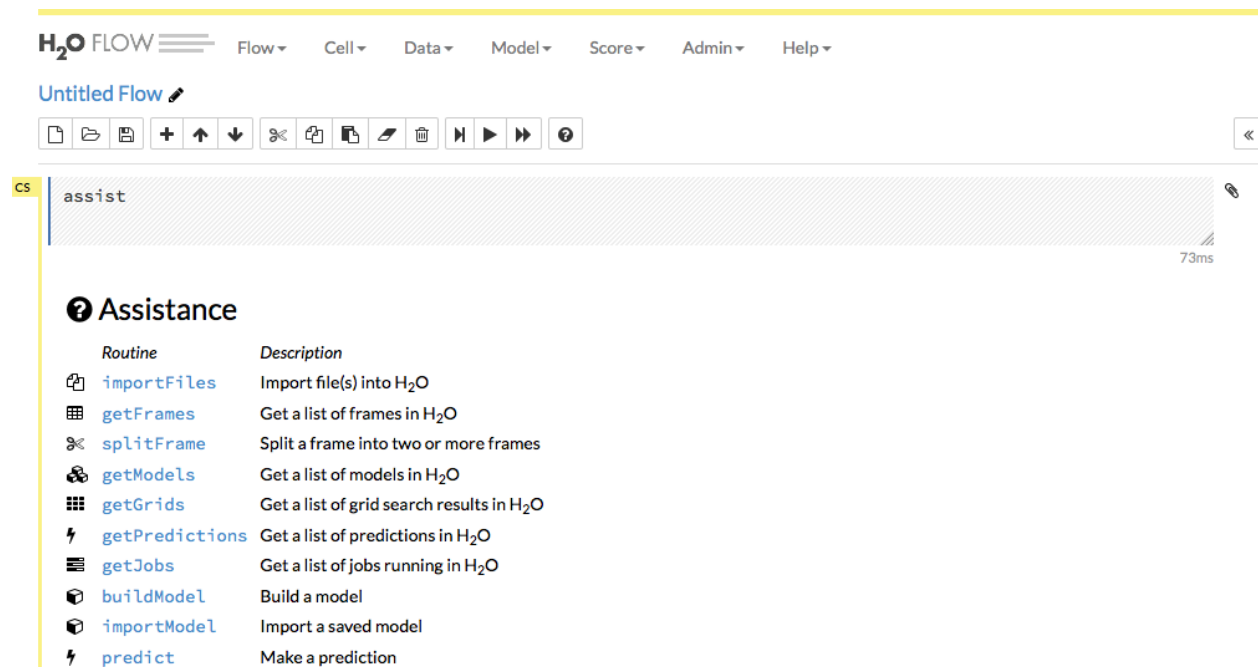 H₂O FLOW Flow Cell Data Model Score Admin Help
Untitled Flow
CS
assist
73ms
Assistance
Routine Description
importFiles Import file(s) into H₂O
getFrames Get a list of frames in H₂O
splitFrame Split a frame into two or more frames
getModels Get a list of models in H₂O
getGrids Get a list of grid search results in H₂O
getPredictions Get a list of predictions in H₂O
getJobs Get a list of jobs running in H₂O
buildModel Build a model
importModel Import a saved model
predict Make a prediction